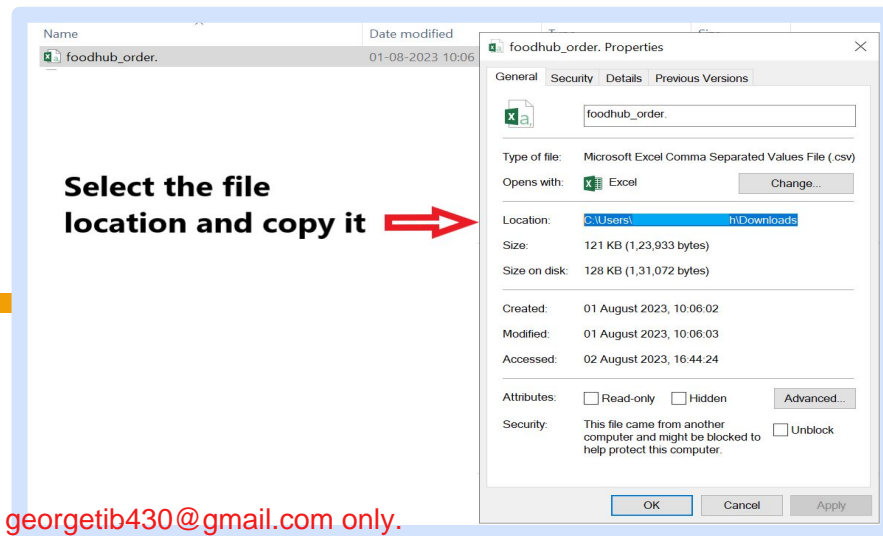 Name
Date modified
foodhub_order.
01-08-2023 10:06
foodhub_order. Properties
General
Security
Details
Previous Versions
foodhub_order.
Type of file:
Microsoft Excel Comma Separated Values File (.csv)
Opens with:
Excel
Change...
Select the file
location and copy it
Location:
C:\Users\ h\Downloads
Size:
121 KB (1,23,933 bytes)
Size on disk:
128 KB (1,31,072 bytes)
Created:
01 August 2023, 10:06:02
Modified:
01 August 2023, 10:06:03
Accessed:
02 August 2023, 16:44:24
Attributes:
Read-only
Hidden
Advanced...
Security:
This file came from another
computer and might be blocked to
help protect this computer.
Unblock
OK
Cancel
Apply
georgetib430@gmail.com only.